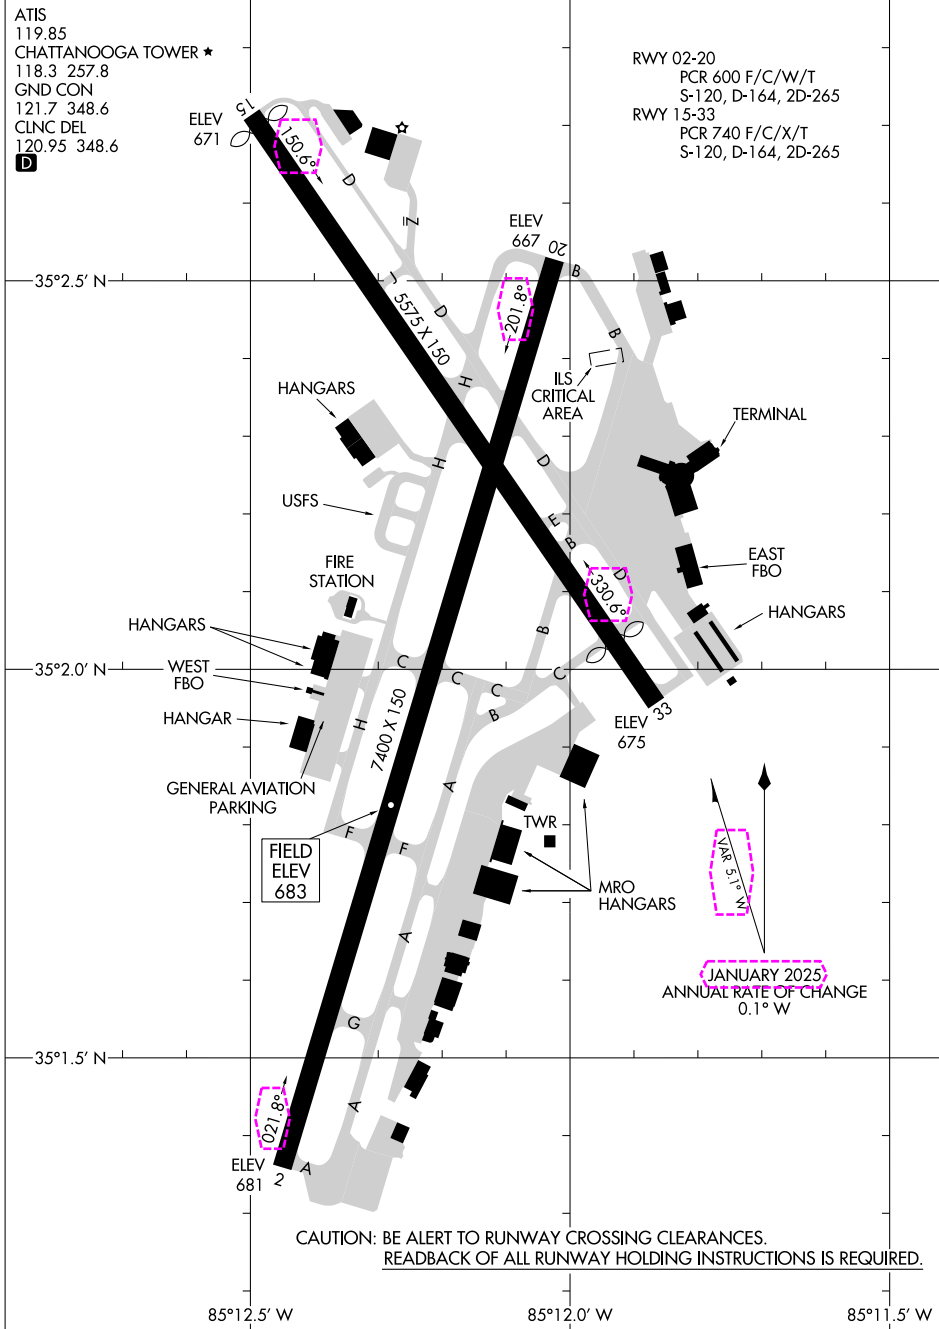 ATIS
119.85
CHATTANOOGA TOWER
118.3 257.8
GND CON
121.7 348.6
CLNC DEL
120.95 348.6
D
RWY 02-20
PCR 600 F/C/W/T
S-120, D-164, 2D-265
RWY 15-33
PCR 740 F/C/X/T
S-120, D-164, 2D-265
15
ELEV
671
150.6°
D
Z
ELEV
667
20
B
35°2.5' N
201.8°
5575 X 150
D
B
H
ILS
CRITICAL
AREA
HANGARS
TERMINAL
H
D
USFS
E
B
EAST
FBO
FIRE
STATION
D
330.6°
HANGARS
HANGARS
B
35°2.0' N
WEST
FBO
C
C
C
C
B
HANGAR
H
7400 X 150
ELEV
675
33
GENERAL AVIATION
PARKING
A
F
F
TWR
FIELD
ELEV
683
MRO
HANGARS
VAR 5.1° W
A
JANUARY 2025
ANNUAL RATE OF CHANGE
0.1° W
G
35°1.5' N
A
021.8°
ELEV
681
2
A
CAUTION: BE ALERT TO RUNWAY CROSSING CLEARANCES.
READBACK OF ALL RUNWAY HOLDING INSTRUCTIONS IS REQUIRED.
85°12.5' W
85°12.0' W
85°11.5' W